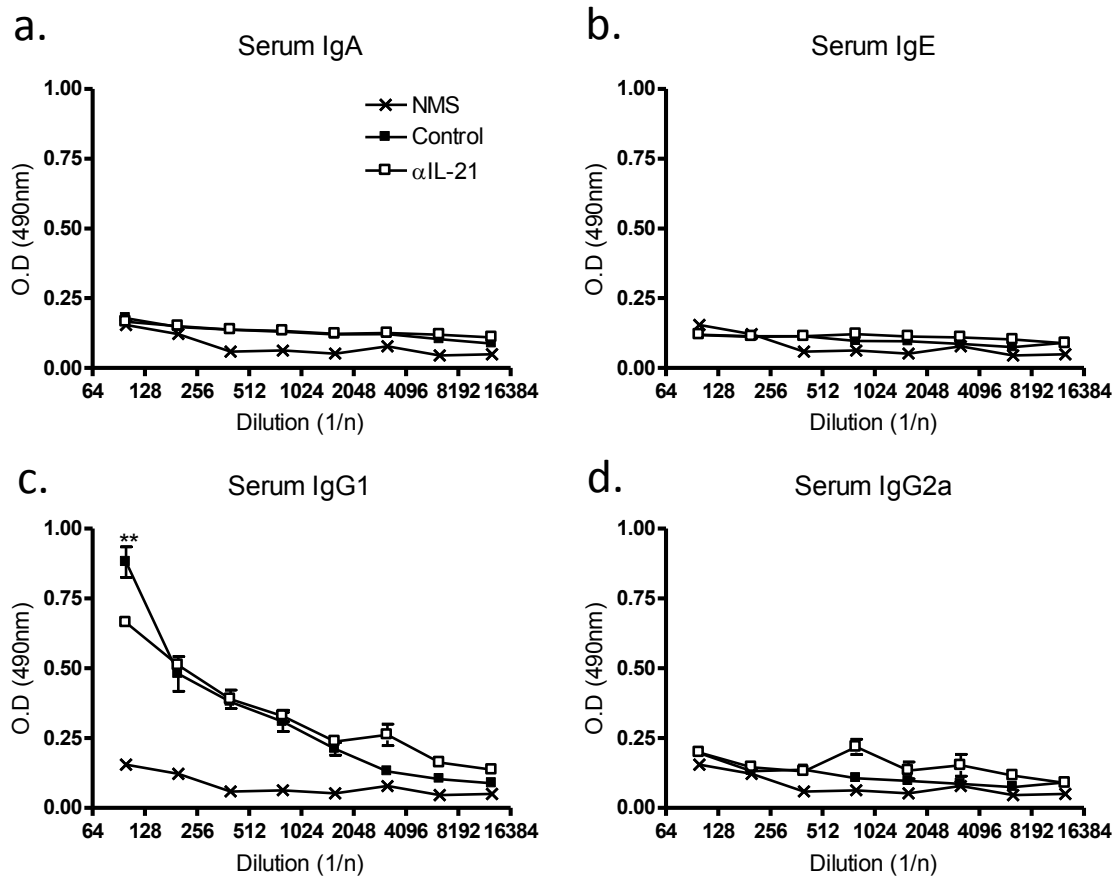 a.
Serum IgA
1.00
0.75
0.50
0.25
0.00
O.D (490nm)
NMS
Control
αIL-21
64 128 256 512 1024 2048 4096 8192 16384
Dilution (1/n)
b.
Serum IgE
1.00
0.75
0.50
0.25
0.00
O.D (490nm)
64 128 256 512 1024 2048 4096 8192 16384
Dilution (1/n)
c.
Serum IgG1
1.00
0.75
0.50
0.25
0.00
O.D (490nm)
**
64 128 256 512 1024 2048 4096 8192 16384
Dilution (1/n)
d.
Serum IgG2a
1.00
0.75
0.50
0.25
0.00
O.D (490nm)
64 128 256 512 1024 2048 4096 8192 16384
Dilution (1/n)